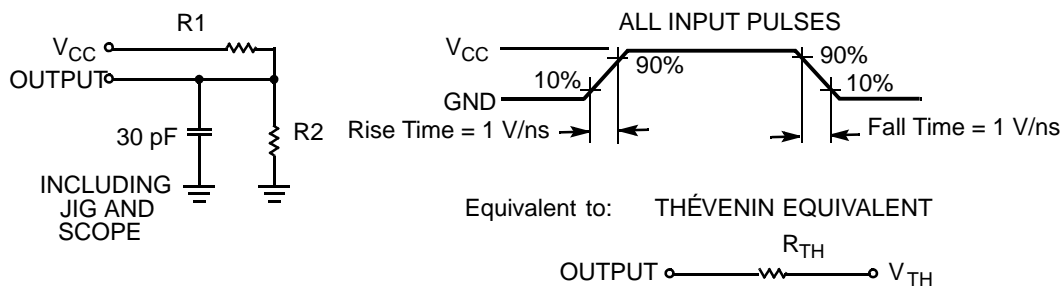 R1
VCC
OUTPUT
30 pF
R2
INCLUDING
JIG AND
SCOPE
ALL INPUT PULSES
VCC
GND
10%
90%
90%
10%
Rise Time = 1 V/ns
Fall Time = 1 V/ns
Equivalent to: THÉVENIN EQUIVALENT
RTH
OUTPUT
VTH